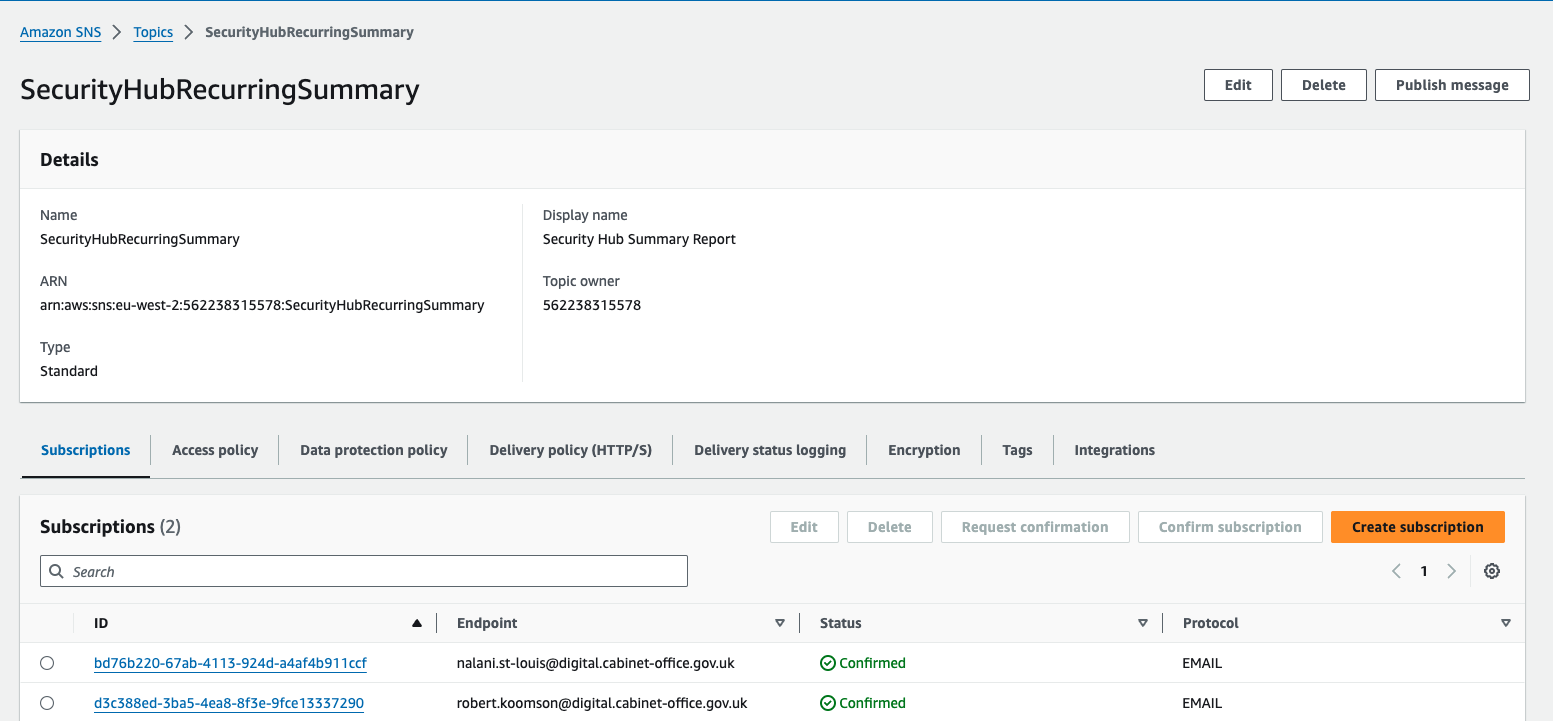 Amazon SNS > Topics > SecurityHubRecurringSummary
SecurityHubRecurringSummary
Edit Delete Publish message
Details
Name
SecurityHubRecurringSummary
ARN
arn:aws:sns:eu-west-2:562238315578:SecurityHubRecurringSummary
Type
Standard
Display name
Security Hub Summary Report
Topic owner
562238315578
Subscriptions Access policy Data protection policy Delivery policy (HTTP/S) Delivery status logging Encryption Tags Integrations
Subscriptions (2)
Edit Delete Request confirmation Confirm subscription Create subscription
Search
1
ID Endpoint Status Protocol
bd76b220-67ab-4113-924d-a4af4b911ccf nalani.st-louis@digital.cabinet-office.gov.uk Confirmed EMAIL
d3c388ed-3ba5-4ea8-8f3e-9fce13337290 robert.koomson@digital.cabinet-office.gov.uk Confirmed EMAIL